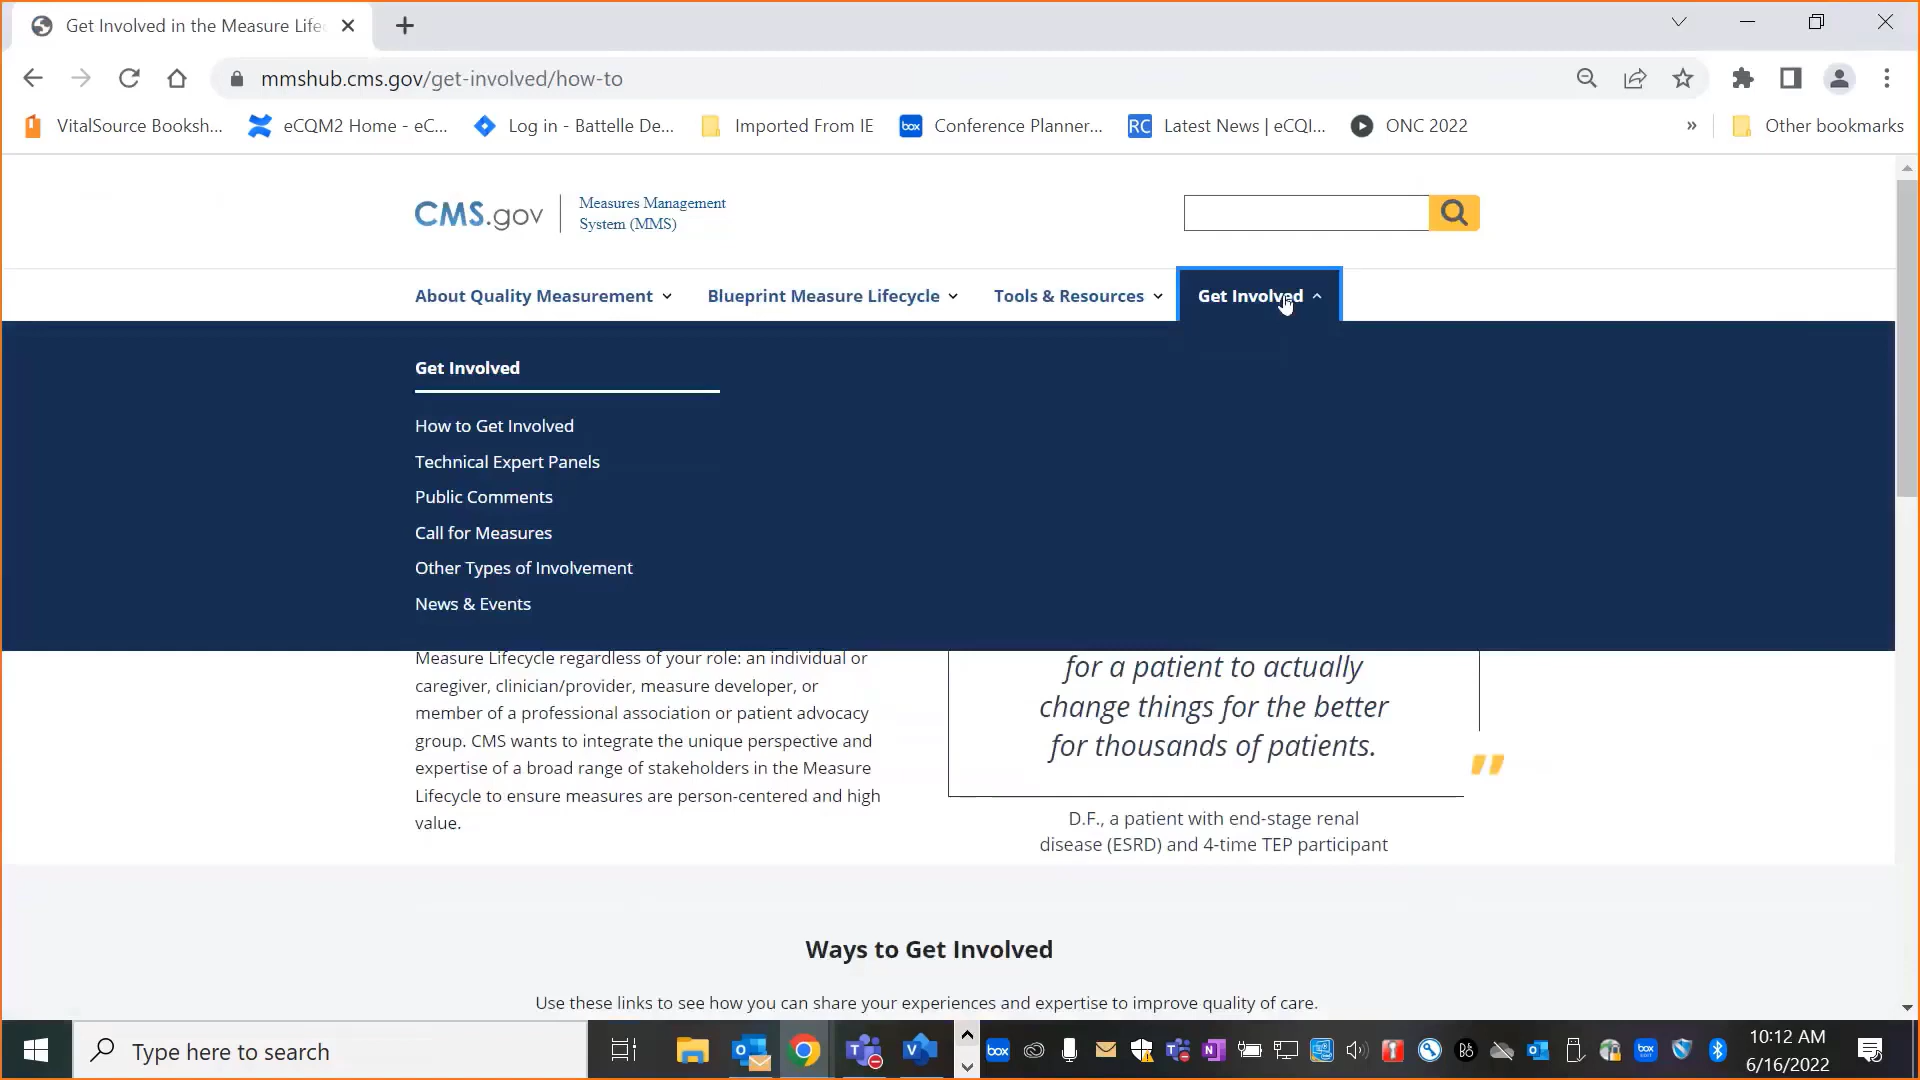 Get Involved in the Measure Life
mmshub.cms.gov/get-involved/how-to
VitalSource Booksh...
eCQM2 Home - eC...
Log in - Battelle De...
Imported From IE
box
Conference Planner...
RC
Latest News | eCQI...
ONC 2022
»
Other bookmarks
CMS.gov
Measures Management
System (MMS)
About Quality Measurement
Blueprint Measure Lifecycle
Tools & Resources
Get Involved
Get Involved
How to Get Involved
Technical Expert Panels
Public Comments
Call for Measures
Other Types of Involvement
News & Events
Measure Lifecycle regardless of your role: an individual or
caregiver, clinician/provider, measure developer, or
member of a professional association or patient advocacy
group. CMS wants to integrate the unique perspective and
expertise of a broad range of stakeholders in the Measure
Lifecycle to ensure measures are person-centered and high
value.
for a patient to actually
change things for the better
for thousands of patients.
"
D.F., a patient with end-stage renal
disease (ESRD) and 4-time TEP participant
Ways to Get Involved
Use these links to see how you can share your experiences and expertise to improve quality of care.
Type here to search
box
box
10:12 AM
6/16/2022